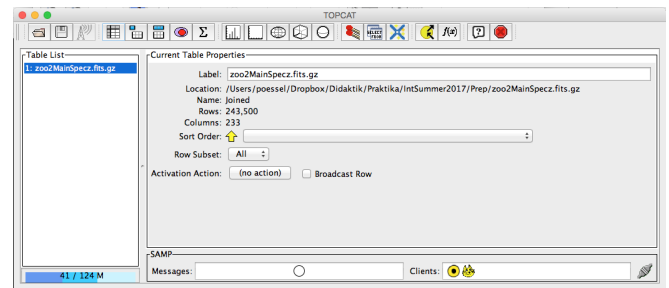 TOPCAT
Σ
f(x)
?
Table List
1: zoo2MainSpecz.fits.gz
41 / 124 M
Current Table Properties
Label: zoo2MainSpecz.fits.gz
Location: /Users/poessel/Dropbox/Didaktik/Praktika/IntSummer2017/Prep/zoo2MainSpecz.fits.gz
Name: Joined
Rows: 243,500
Columns: 233
Sort Order:
Row Subset: All
Activation Action: (no action) Broadcast Row
SAMP
Messages: Clients: